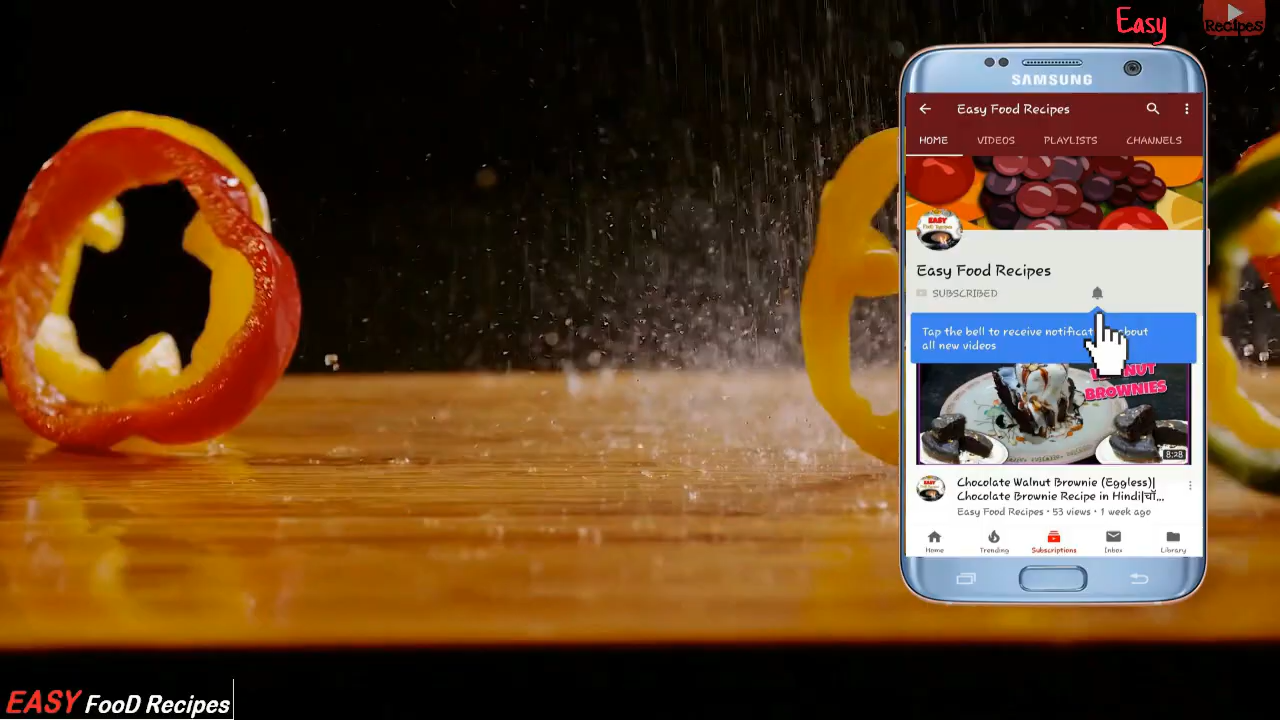 Easy
Recipes
SAMSUNG
Easy Food Recipes
HOME VIDEOS PLAYLISTS CHANNELS
EASY
Easy Food Recipes
SUBSCRIBED
Tap the bell to receive about
all new videos
BROWNIES
8:28
Chocolate Walnut Brownie (Eggless)|
Chocolate Brownie Recipe in Hindi|चॉ...
Easy Food Recipes • 53 views • 1 week ago
Home Trending Subscriptions Inbox Library
EASY FooD Recipes